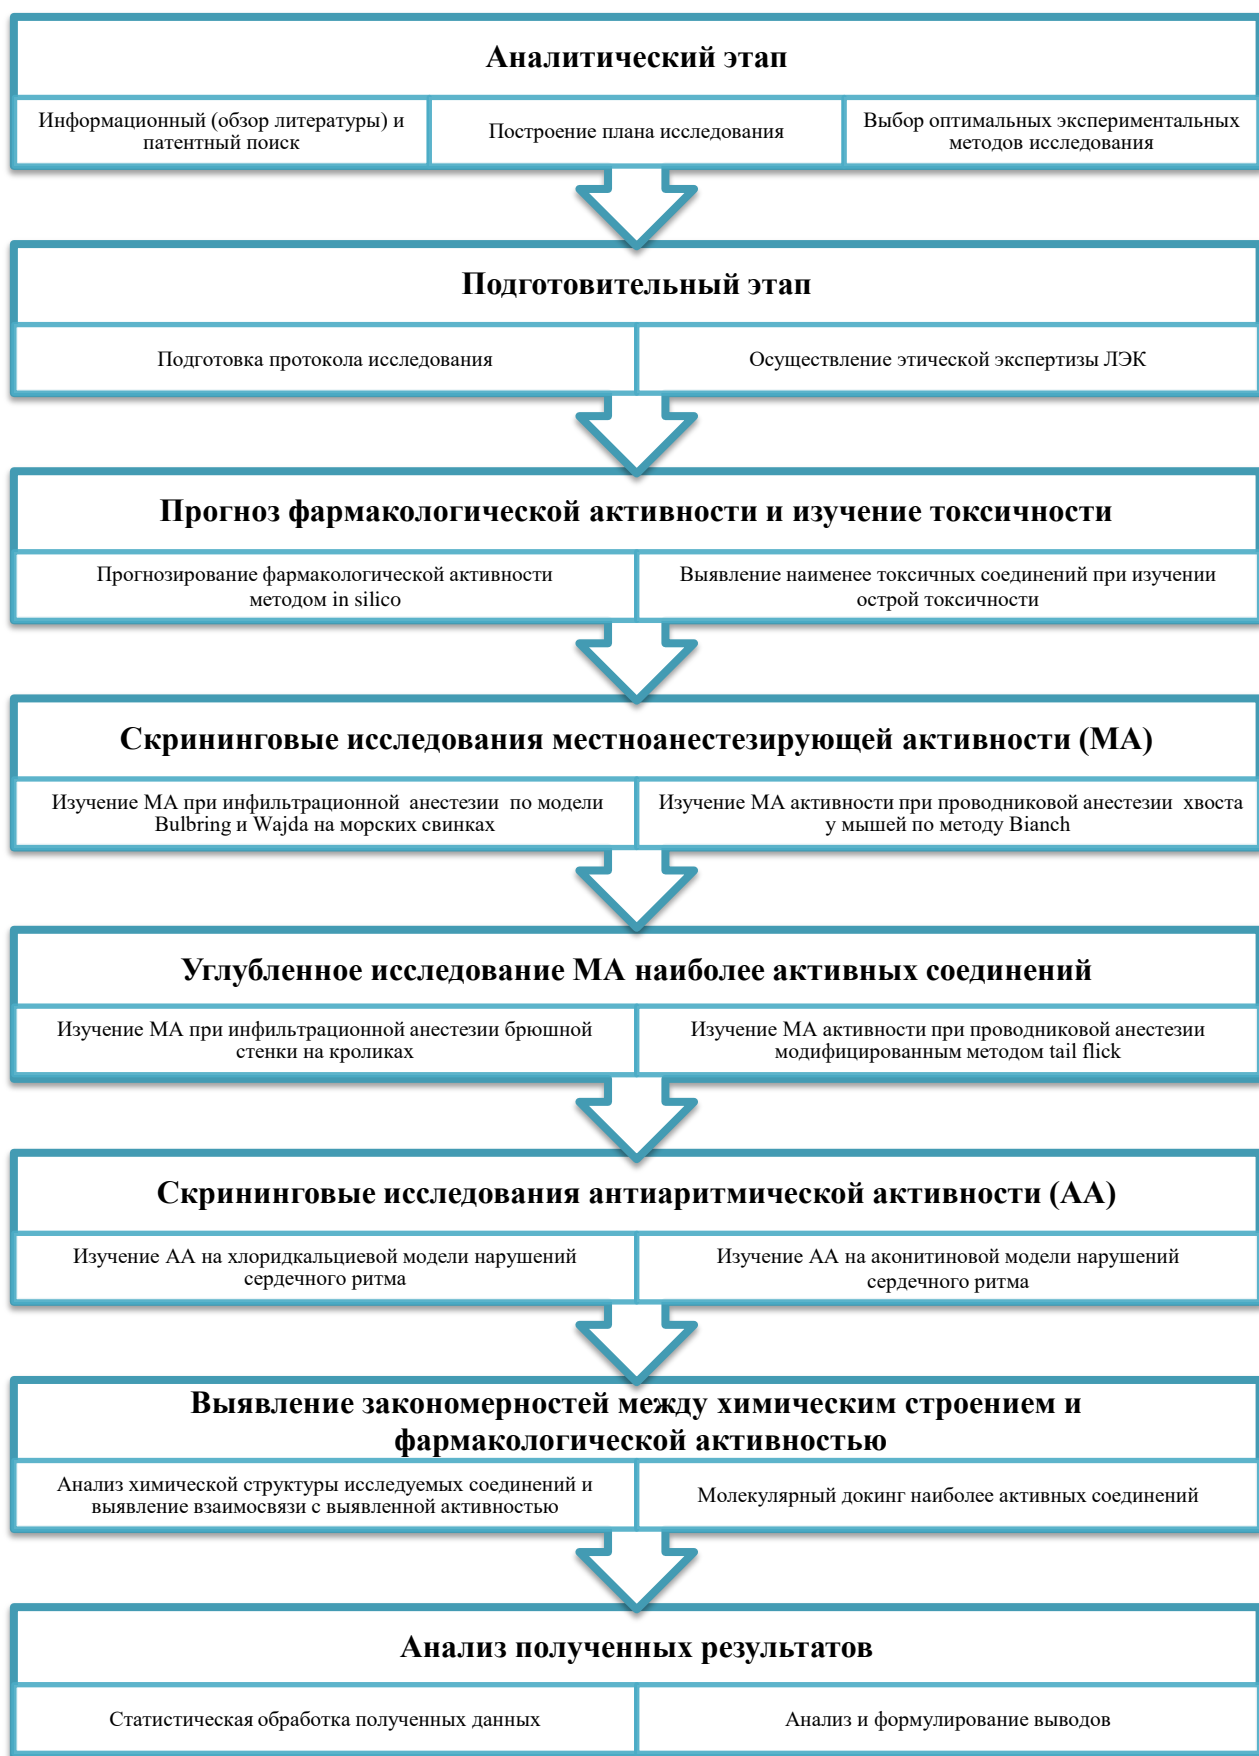 Аналитический этап
Информационный (обзор литературы) и
патентный поиск
Построение плана исследования
Выбор оптимальных экспериментальных
методов исследования
Подготовительный этап
Подготовка протокола исследования
Осуществление этической экспертизы ЛЭК
Прогноз фармакологической активности и изучение токсичности
Прогнозирование фармакологической активности
методом in silico
Выявление наименее токсичных соединений при изучении
острой токсичности
Скрининговые исследования местноанестезирующей активности (МА)
Изучение МА при инфильтрационной анестезии по модели
Bulbring и Wajda на морских свинках
Изучение МА активности при проводниковой анестезии хвоста
у мышей по методу Bianch
Углубленное исследование МА наиболее активных соединений
Изучение МА при инфильтрационной анестезии брюшной
стенки на кроликах
Изучение МА активности при проводниковой анестезии
модифицированным методом tail flick
Скрининговые исследования антиаритмической активности (АА)
Изучение АА на хлоридкальциевой модели нарушений
сердечного ритма
Изучение АА на аконитиновой модели нарушений
сердечного ритма
Выявление закономерностей между химическим строением и
фармакологической активностью
Анализ химической структуры исследуемых соединений и
выявление взаимосвязи с выявленной активностью
Молекулярный докинг наиболее активных соединений
Анализ полученных результатов
Статистическая обработка полученных данных
Анализ и формулирование выводов